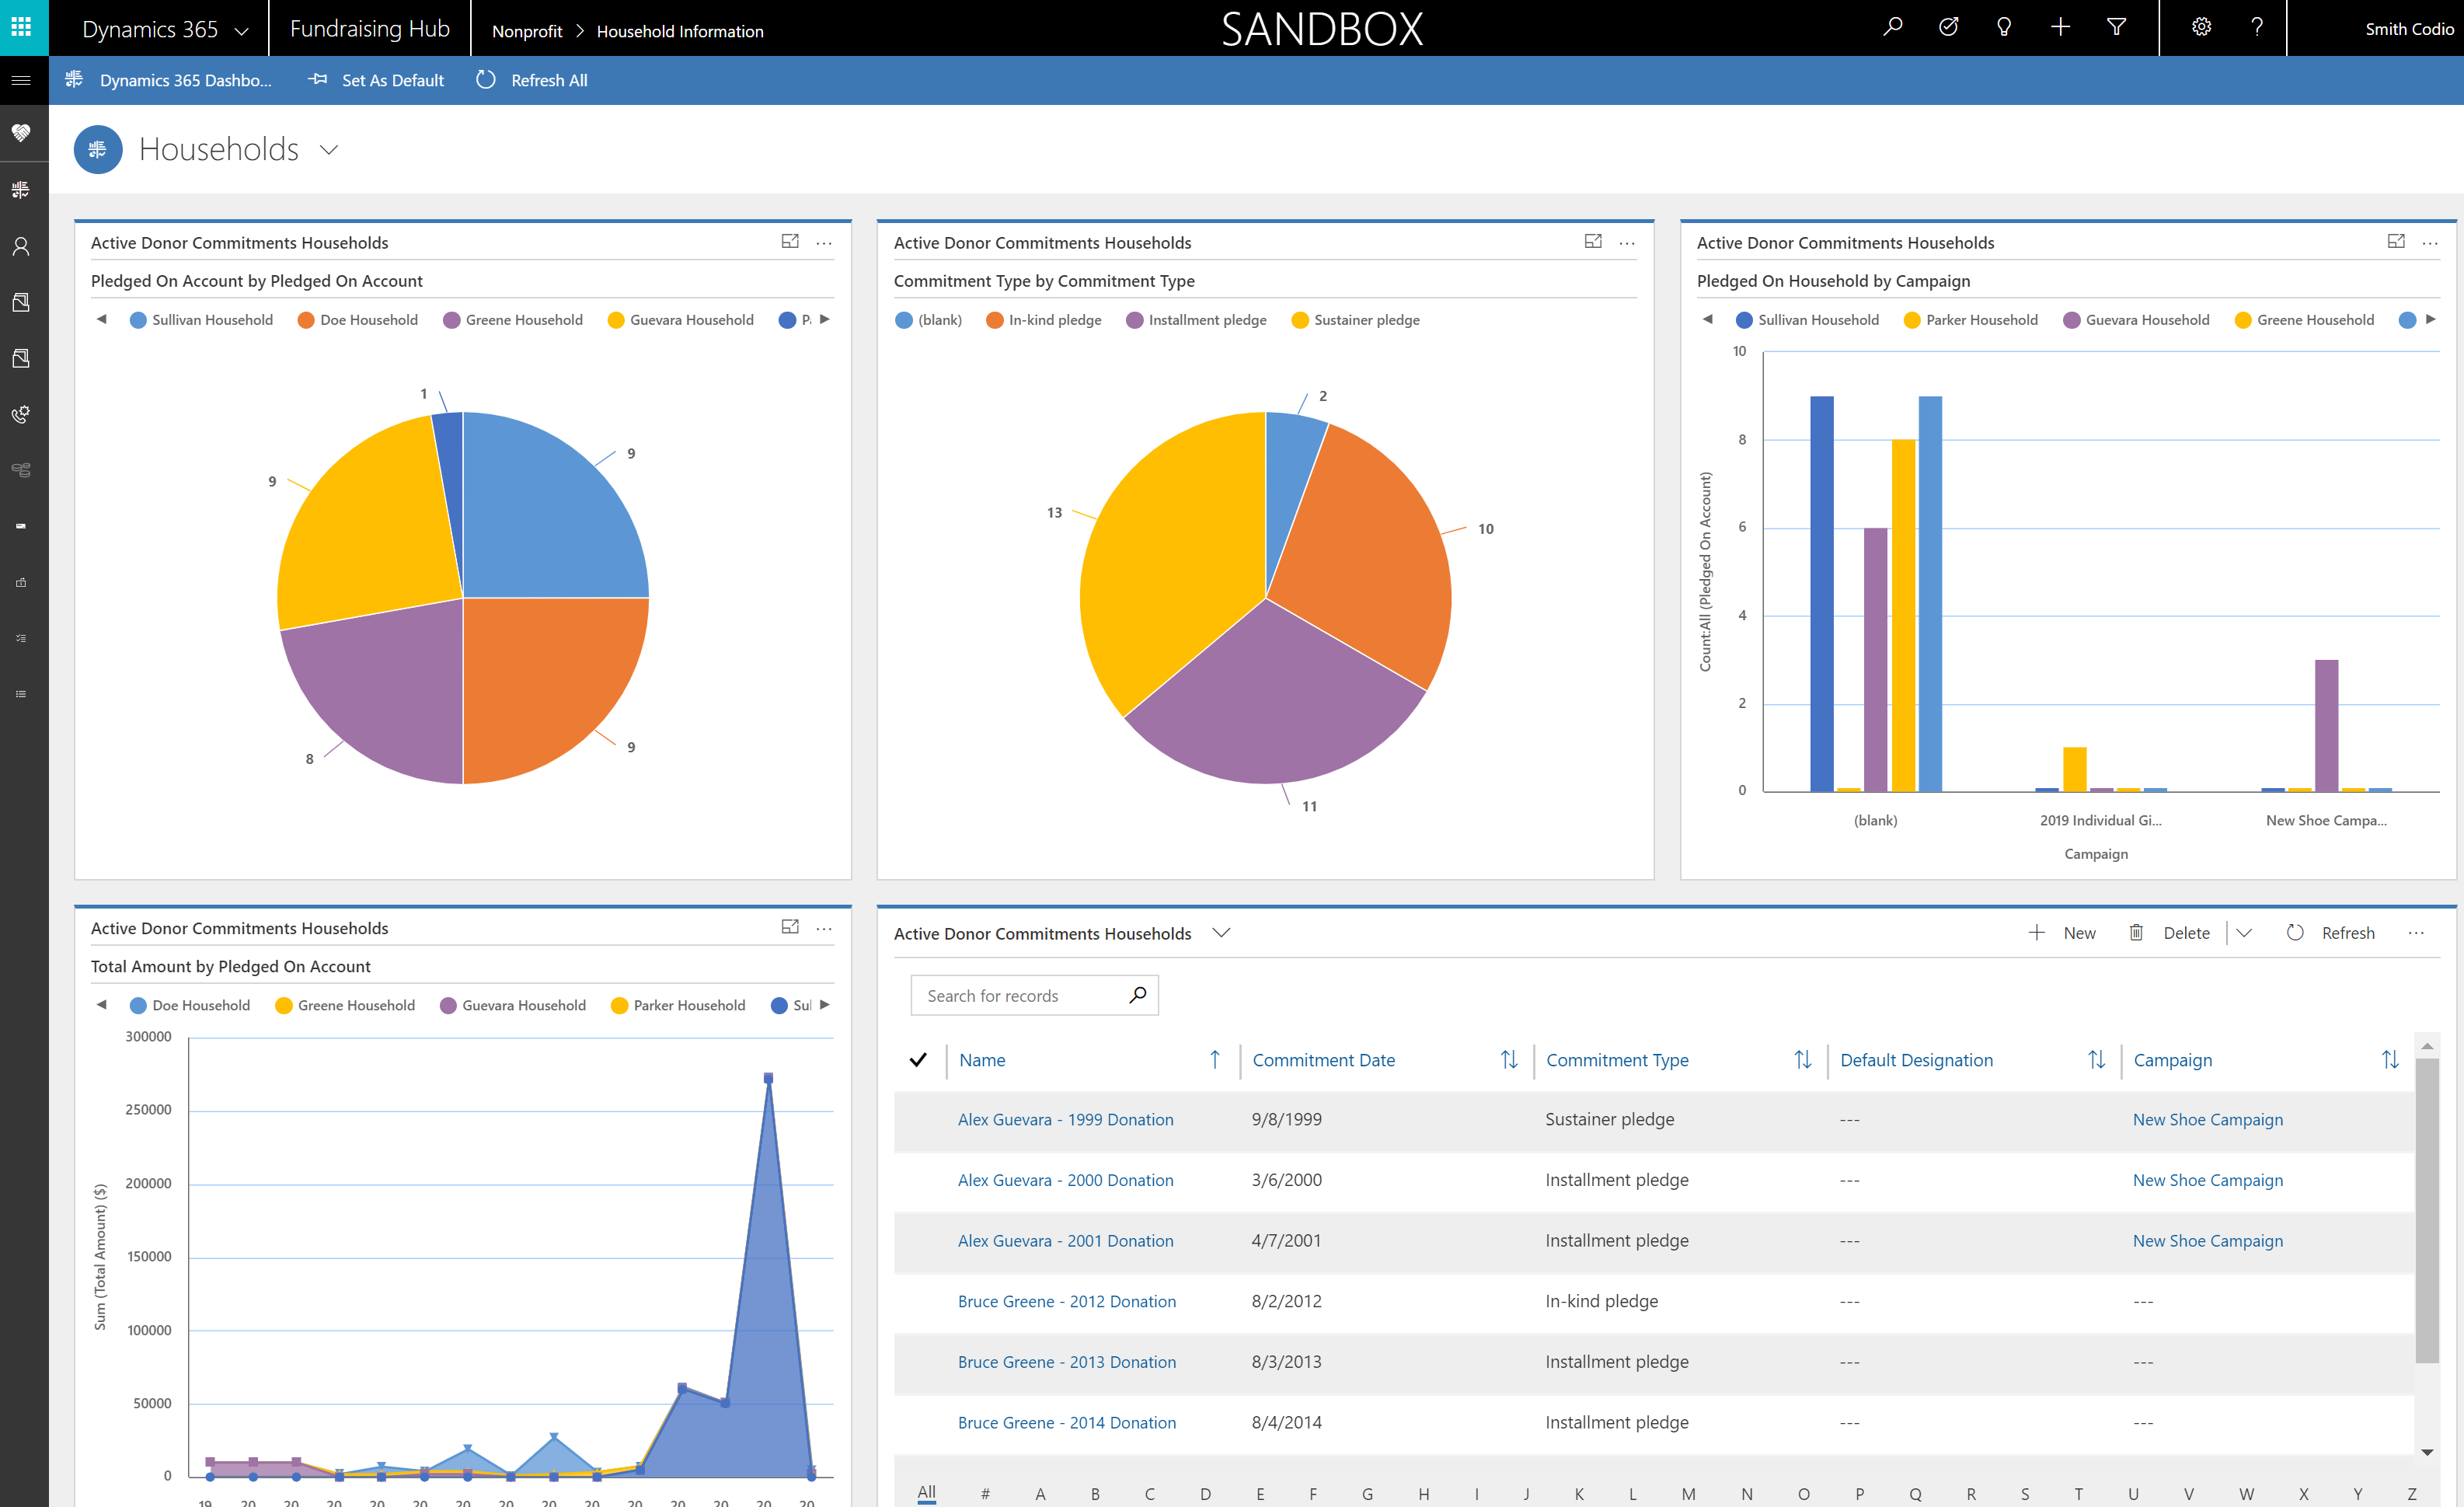 Dynamics 365 Fundraising Hub Nonprofit > Household Information SANDBOX ? Smith Codio
Dynamics 365 Dashbo... Set As Default Refresh All
Households
Active Donor Commitments Households ...
Pledged On Account by Pledged On Account
Sullivan Household Doe Household Greene Household Guevara Household
1
9
9
8
9
Active Donor Commitments Households ...
Commitment Type by Commitment Type
(blank) In-kind pledge Installment pledge Sustainer pledge
2
13
10
11
Active Donor Commitments Households ...
Pledged On Household by Campaign
Sullivan Household Parker Household Guevara Household Greene Household
10
8
6
4
2
0
Count:All (Pledged On Account)
(blank) 2019 Individual Gi... New Shoe Campa...
Campaign
Active Donor Commitments Households ...
Total Amount by Pledged On Account
Doe Household Greene Household Guevara Household Parker Household
300000
250000
200000
150000
100000
50000
0
Sum (Total Amount) ($)
19 20 20 20 20 20 20 20 20 20 20 20 20 20 20
Active Donor Commitments Households New Delete Refresh ...
Search for records
Name Commitment Date Commitment Type Default Designation Campaign
Alex Guevara - 1999 Donation 9/8/1999 Sustainer pledge --- New Shoe Campaign
Alex Guevara - 2000 Donation 3/6/2000 Installment pledge --- New Shoe Campaign
Alex Guevara - 2001 Donation 4/7/2001 Installment pledge --- New Shoe Campaign
Bruce Greene - 2012 Donation 8/2/2012 In-kind pledge --- ---
Bruce Greene - 2013 Donation 8/3/2013 Installment pledge --- ---
Bruce Greene - 2014 Donation 8/4/2014 Installment pledge --- ---
All # A B C D E F G H I J K L M N O P Q R S T U V W X Y Z